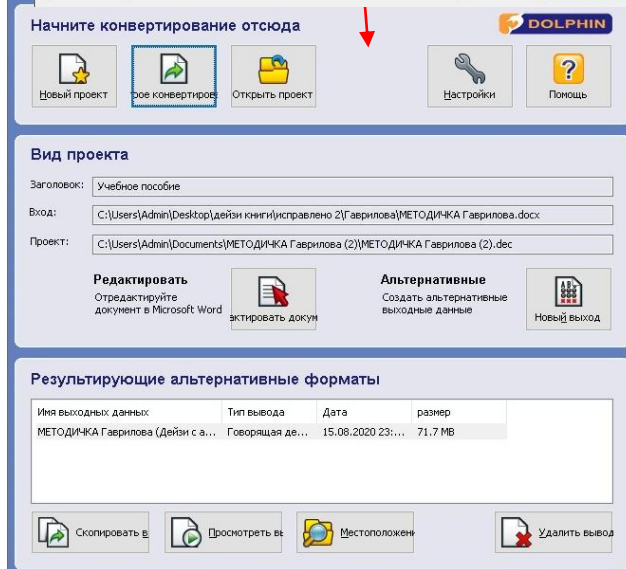 Начните конвертирование отсюда
DOLPHIN
Новый проект
рое конвертирова
Открыть проект
Настройки
Помощь
Вид проекта
Заголовок: Учебное пособие
Вход: C:\Users\Admin\Desktop\дейзи книги\исправлено 2\Гаврилова\МЕТОДИЧКА Гаврилова.docx
Проект: C:\Users\Admin\Documents\МЕТОДИЧКА Гаврилова (2)\МЕТОДИЧКА Гаврилова (2).dec
Редактировать
Отредактируйте
документ в Microsoft Word
актировать докум
Альтернативные
Создать альтернативные
выходные данные
Новый выход
Результирующие альтернативные форматы
Имя выходных данных Тип вывода Дата размер
МЕТОДИЧКА Гаврилова (Дейзи с а... Говорящая де... 15.08.2020 23:... 71.7 MB
Скопировать в
Просмотреть вы
Местоположени
Удалить вывод